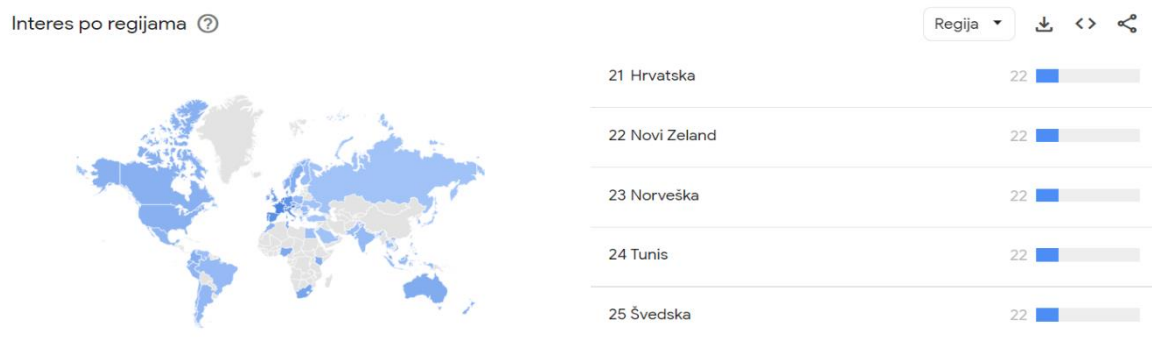 Interes po regijama
Regija
21 Hrvatska 22
22 Novi Zeland 22
23 Norveška 22
24 Tunis 22
25 Švedska 22